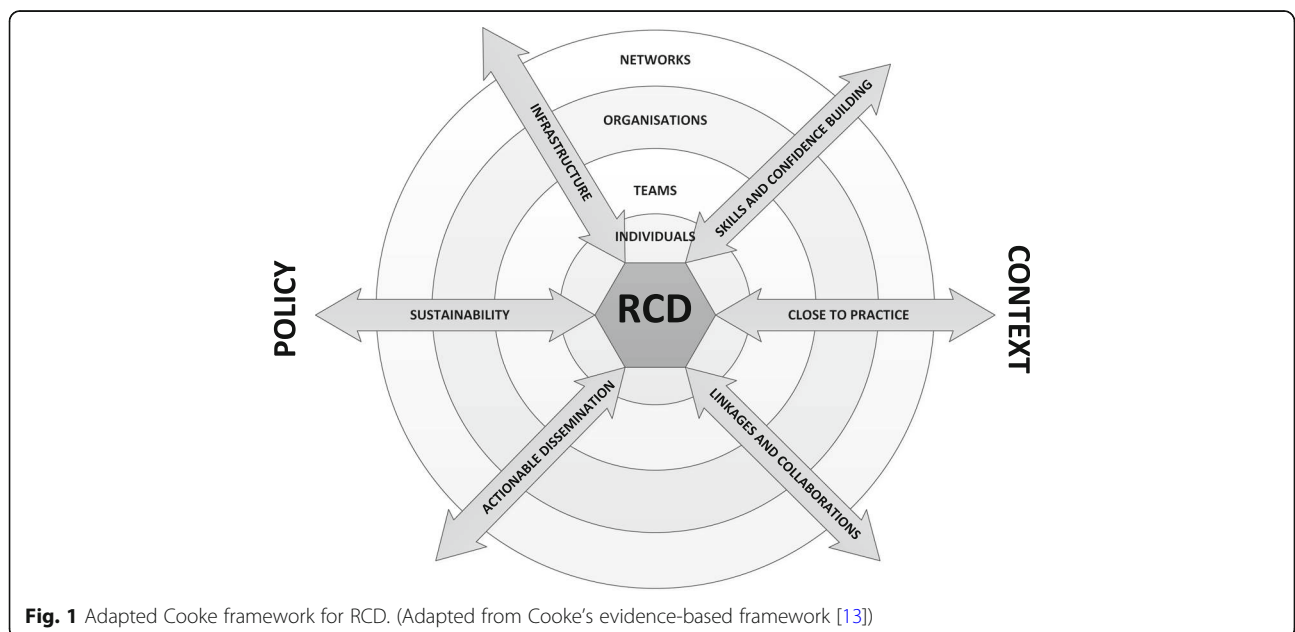 NETWORKS
ORGANISATIONS
TEAMS
INDIVIDUALS
INFRASTRUCTURE
SKILLS AND CONFIDENCE BUILDING
POLICY
SUSTAINABILITY
RCD
CLOSE TO PRACTICE
CONTEXT
ACTIONABLE DISSEMINATION
LINKAGES AND COLLABORATIONS
Fig. 1 Adapted Cooke framework for RCD. (Adapted from Cooke's evidence-based framework [13])